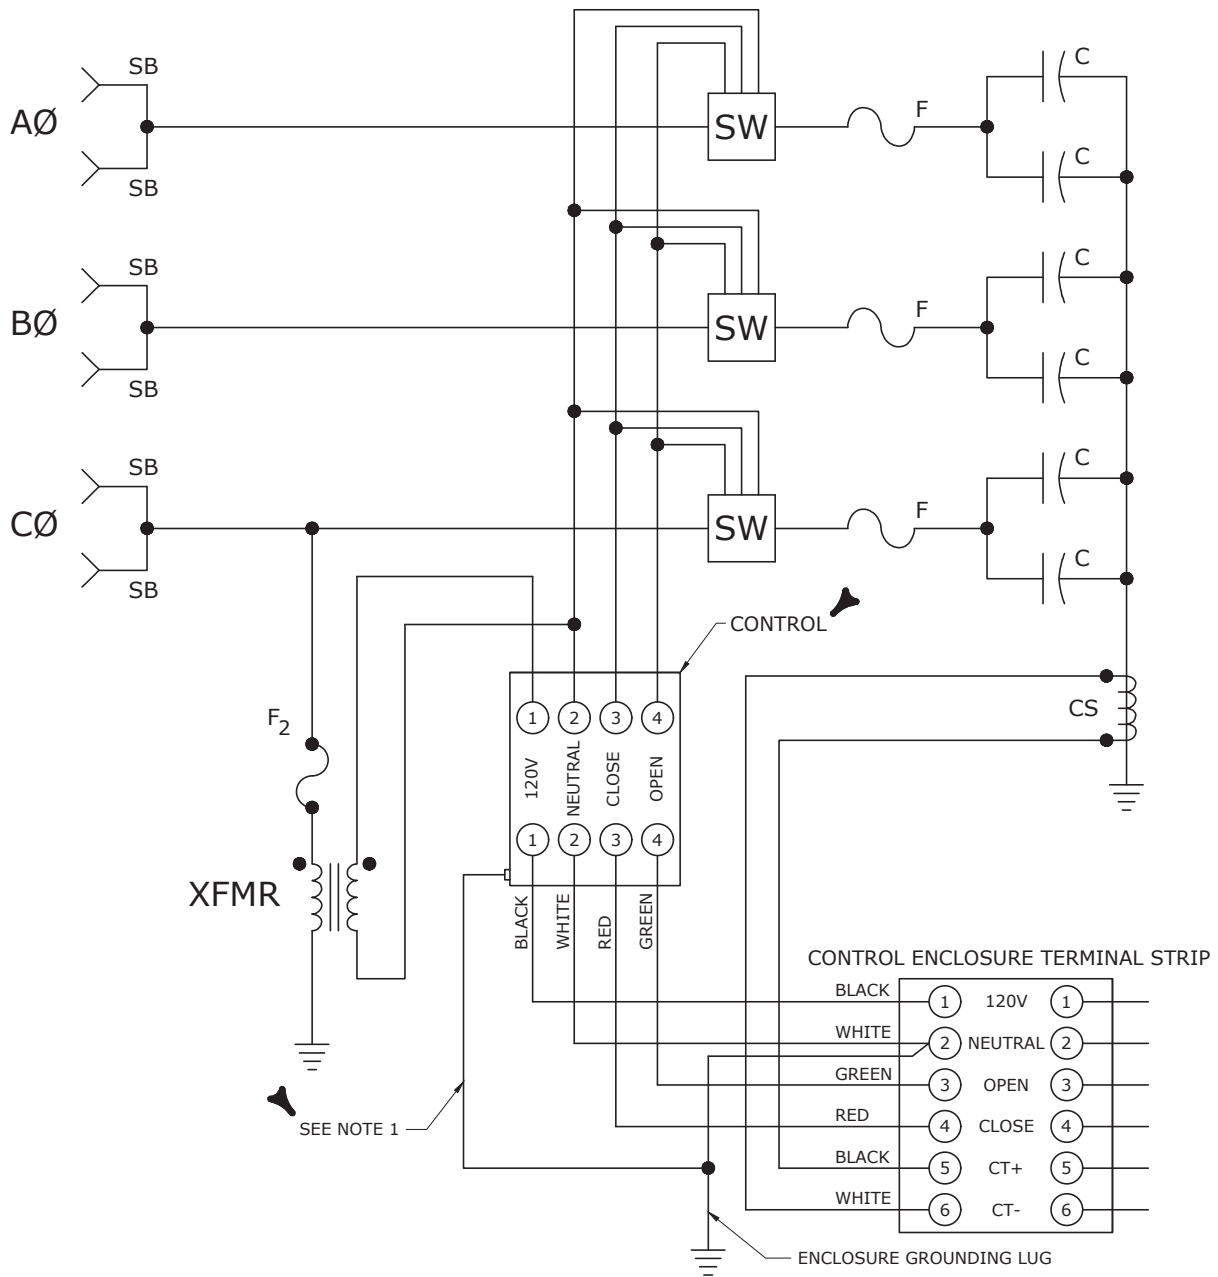 SB
C
AØ
SW
F
C
SB
SB
C
BØ
SW
F
C
SB
SB
C
CØ
SW
F
C
SB
CONTROL
F2
CS
1 2 3 4
120V
NEUTRAL
CLOSE
OPEN
1 2 3 4
XFMR
BLACK
WHITE
RED
GREEN
CONTROL ENCLOSURE TERMINAL STRIP
BLACK 1 120V 1
WHITE 2 NEUTRAL 2
GREEN 3 OPEN 3
RED 4 CLOSE 4
SEE NOTE 1
BLACK 5 CT+ 5
WHITE 6 CT- 6
ENCLOSURE GROUNDING LUG